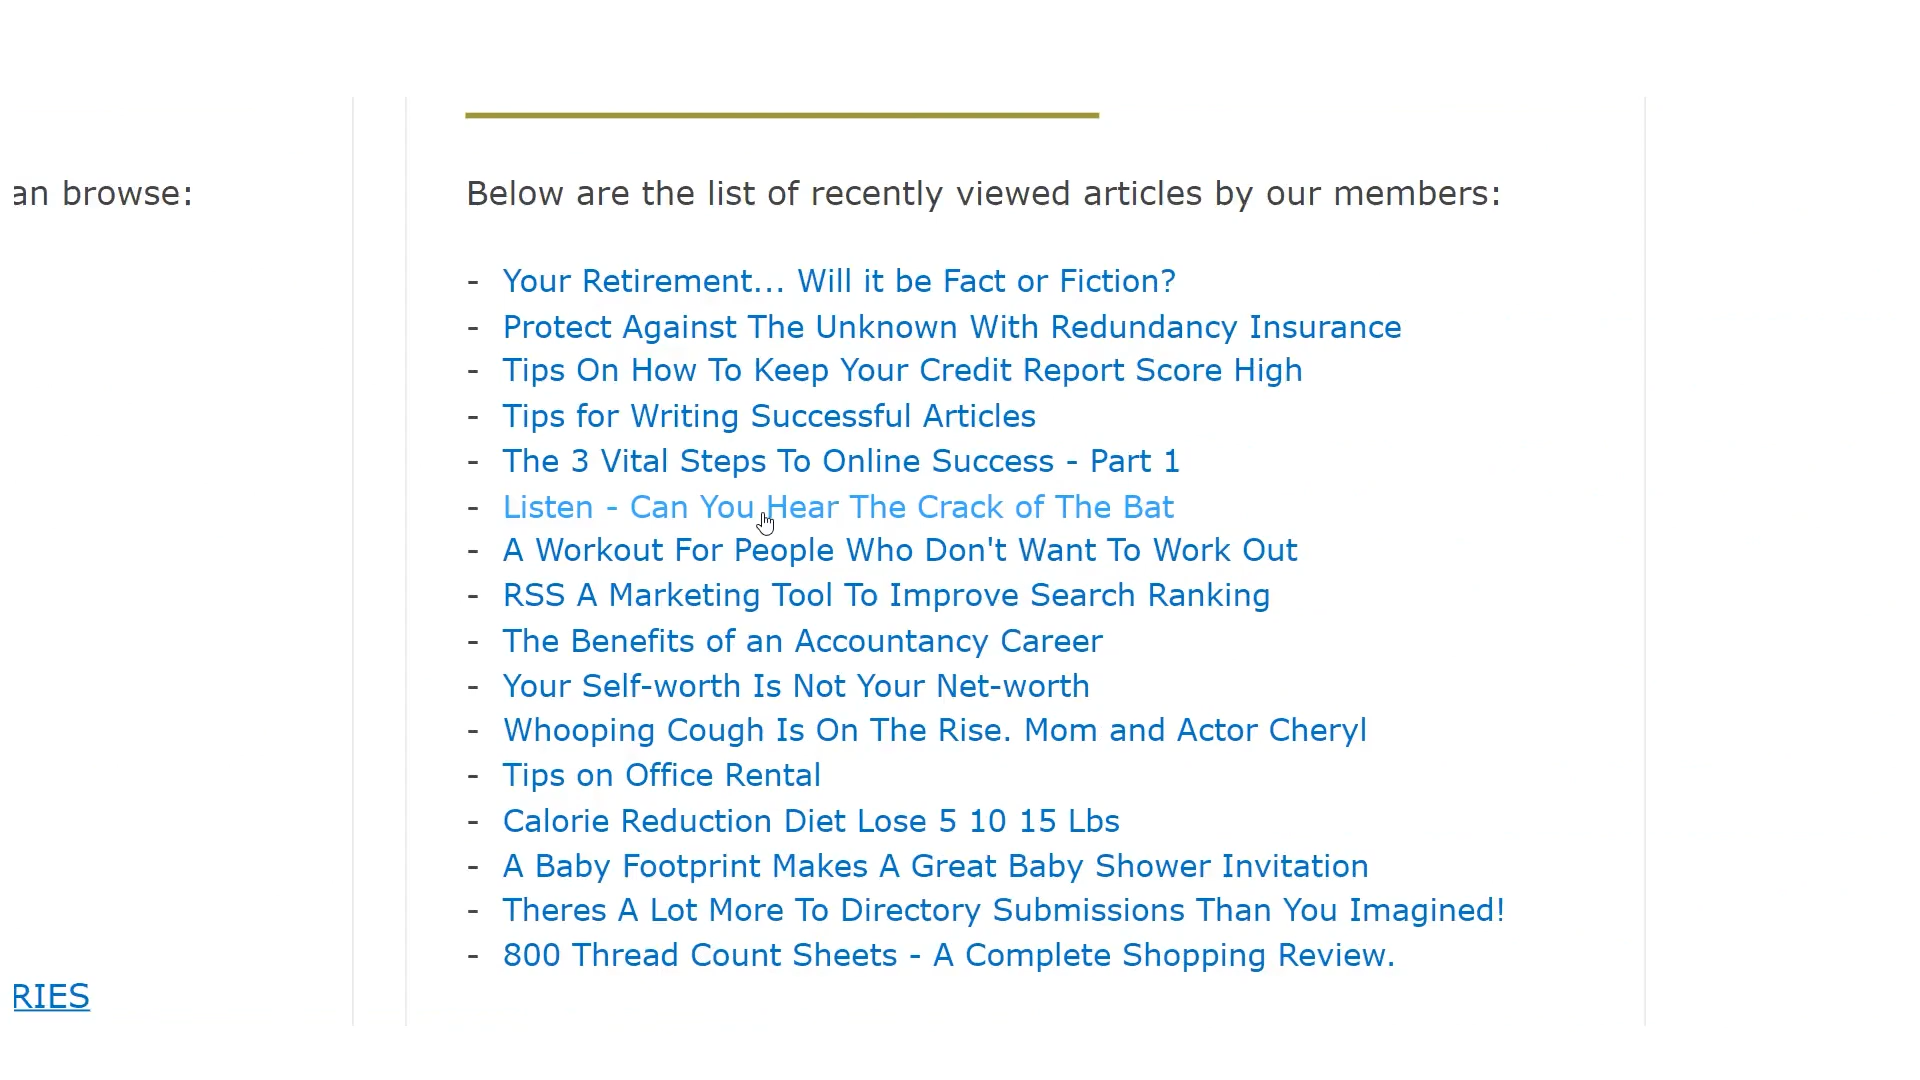 an browse:
Below are the list of recently viewed articles by our members:
- Your Retirement... Will it be Fact or Fiction?
- Protect Against The Unknown With Redundancy Insurance
- Tips On How To Keep Your Credit Report Score High
- Tips for Writing Successful Articles
- The 3 Vital Steps To Online Success - Part 1
- Listen - Can You Hear The Crack of The Bat
- A Workout For People Who Don't Want To Work Out
- RSS A Marketing Tool To Improve Search Ranking
- The Benefits of an Accountancy Career
- Your Self-worth Is Not Your Net-worth
- Whooping Cough Is On The Rise. Mom and Actor Cheryl
- Tips on Office Rental
- Calorie Reduction Diet Lose 5 10 15 Lbs
- A Baby Footprint Makes A Great Baby Shower Invitation
- Theres A Lot More To Directory Submissions Than You Imagined!
- 800 Thread Count Sheets - A Complete Shopping Review.
RIES